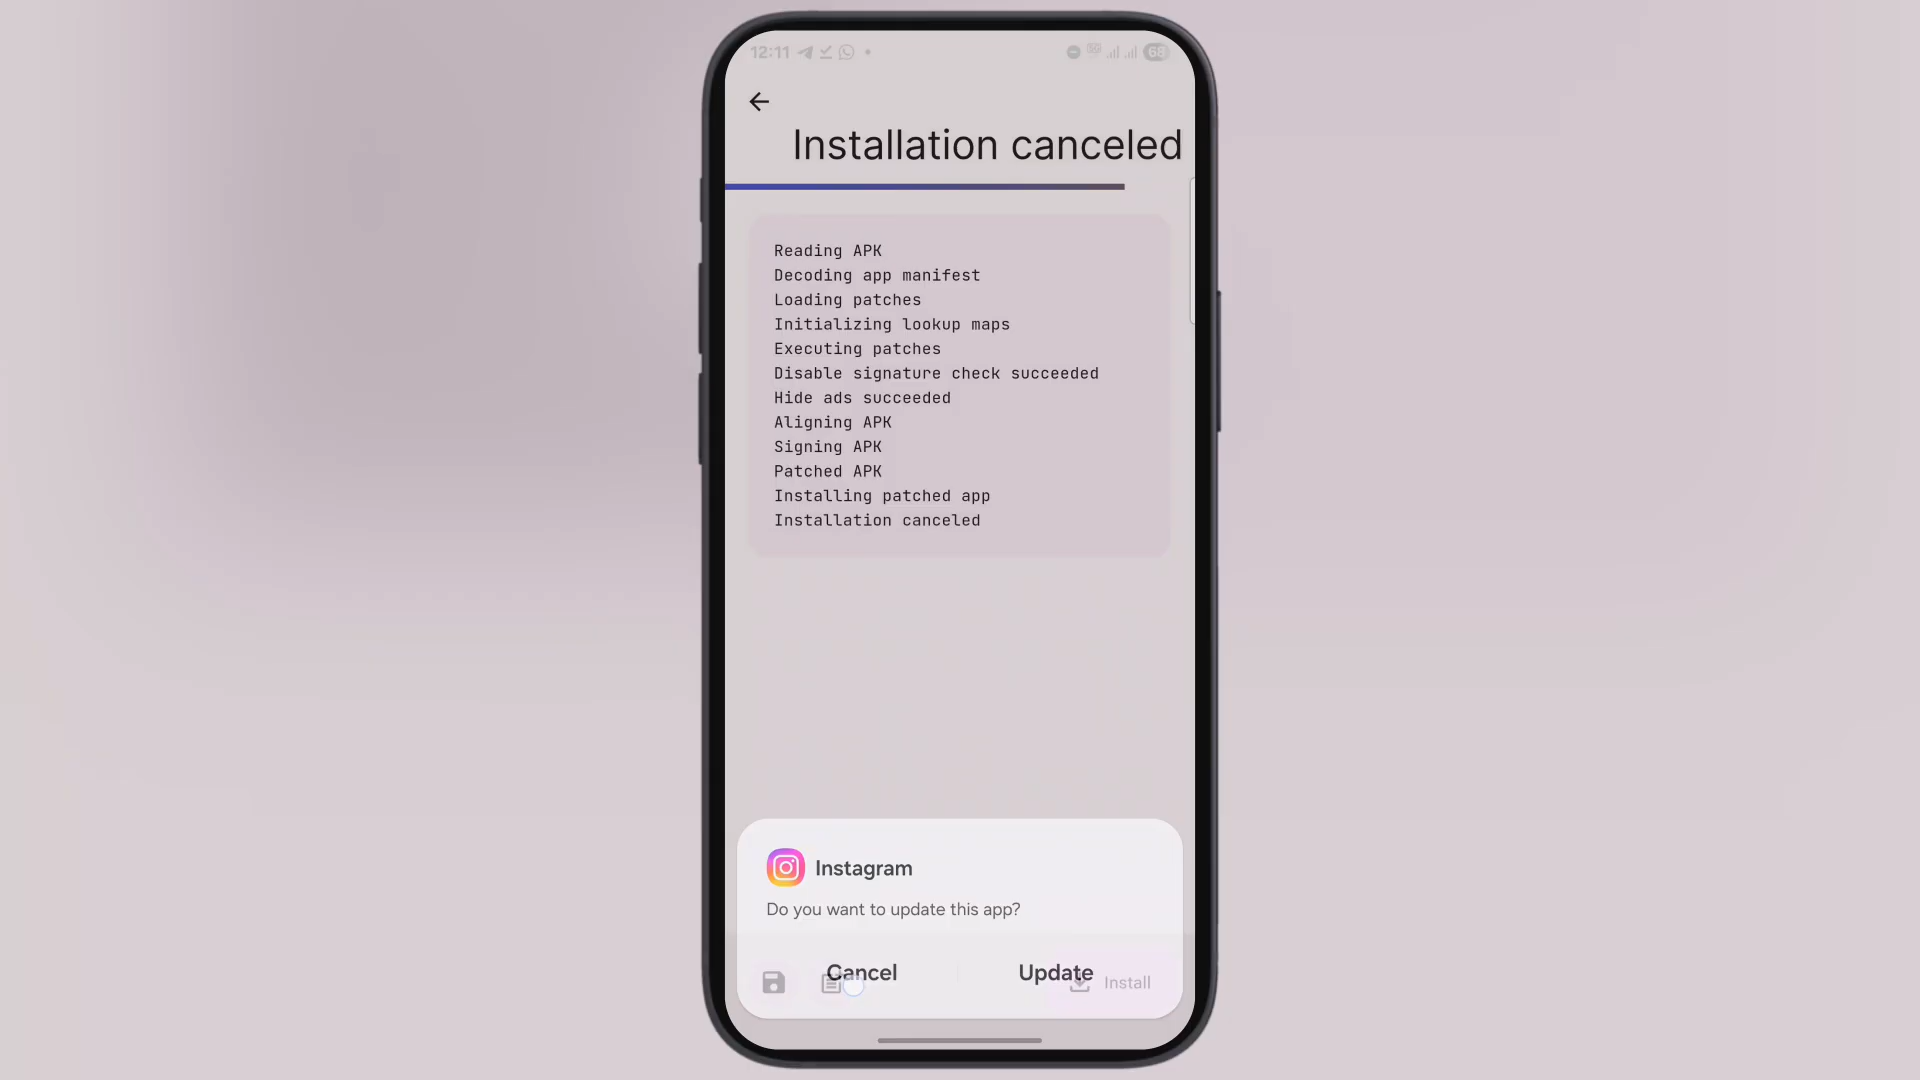 12:11
68
Installation canceled
Reading APK
Decoding app manifest
Loading patches
Initializing lookup maps
Executing patches
Disable signature check succeeded
Hide ads succeeded
Aligning APK
Signing APK
Patched APK
Installing patched app
Installation canceled
Instagram
Do you want to update this app?
Cancel
Update
Install